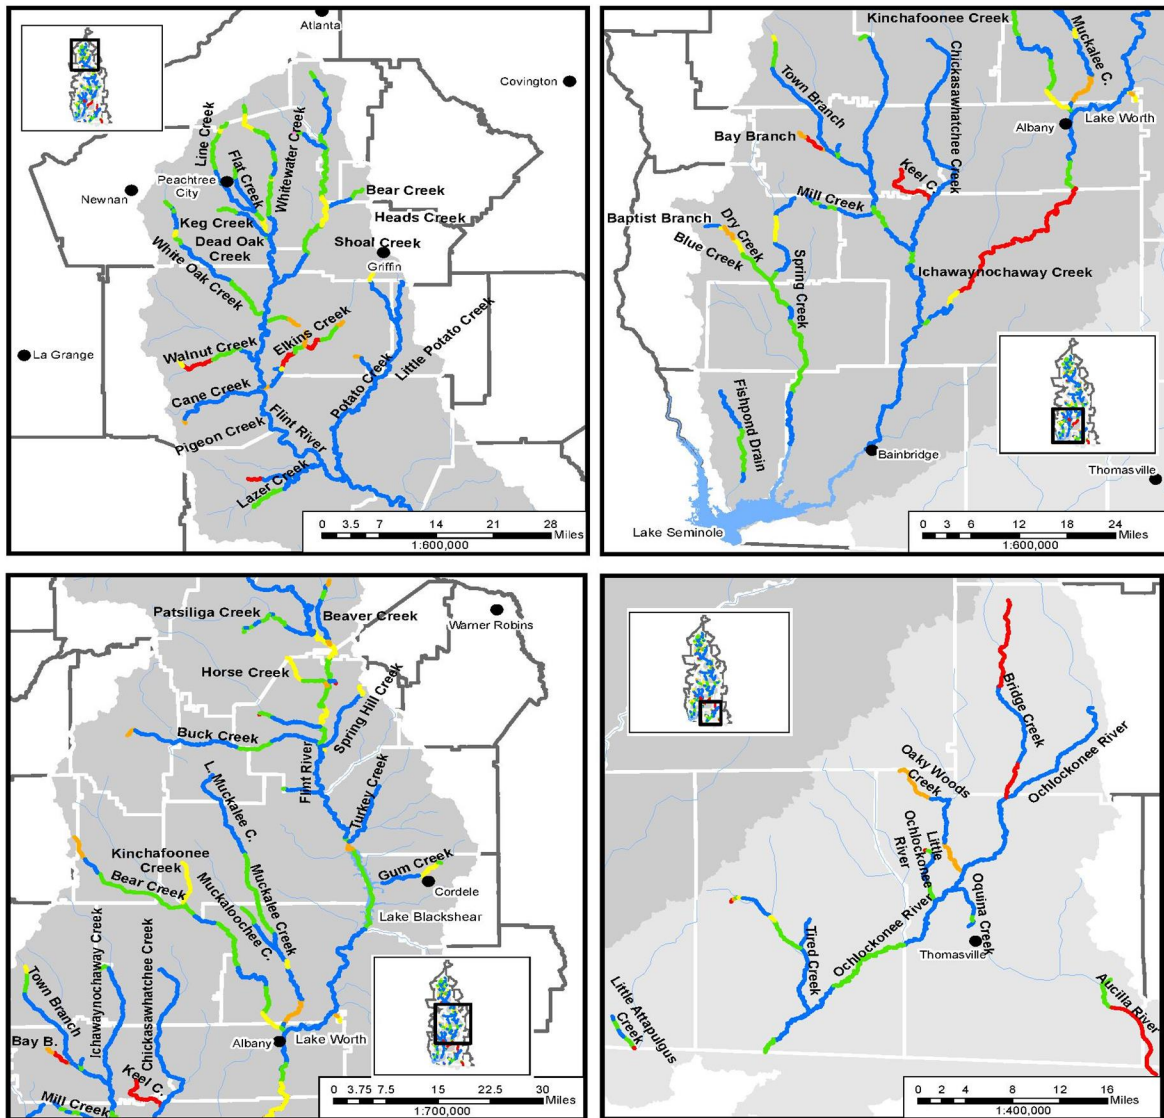 Atlanta
Covington
Line Creek
Whitewater Creek
Flat Creek
Peachtree
City
Newnan
Bear Creek
Keg Creek
Heads Creek
Dead Oak
Creek
Shoal Creek
Griffin
White Oak Creek
La Grange
Walnut Creek
Elkins Creek
Little Potato Creek
Potato Creek
Cane Creek
Pigeon Creek
Flint River
Lazer Creek
0 3.5 7 14 21 28
Miles
1:600,000
Kinchafoonee Creek
Muckalee C.
Chickasawhatchee Creek
Town Branch
Lake Worth
Albany
Bay Branch
Keel C.
Mill Creek
Baptist Branch
Dry Creek
Blue Creek
Spring Creek
Ichawaynochaway Creek
Fishpond Drain
Bainbridge
Thomasville
Lake Seminole
0 3 6 12 18 24
Miles
1:600,000
Patsiliga Creek
Beaver Creek
Warner Robins
Horse Creek
Spring Hill Creek
Buck Creek
Flint River
L. Muckalee C.
Turkey Creek
Kinchafoonee
Creek
Bear Creek
Gum Creek
Cordele
Muckalee Creek
Muckaloochee C.
Lake Blackshear
Ichawaynochaway Creek
Chickasawhatchee Creek
Town Branch
Albany
Lake Worth
Bay B.
Keel C.
Mill Creek
0 3.75 7.5 15 22.5 30
Miles
1:700,000
Bridge Creek
Ochlockonee River
Oaky Woods
Creek
Little
Ochlockonee
River
Oquina Creek
Ochlockonee River
Tired Creek
Thomasville
Aucilla River
Little Attapulgus
Creek
0 2 4 8 12 16
Miles
1:400,000